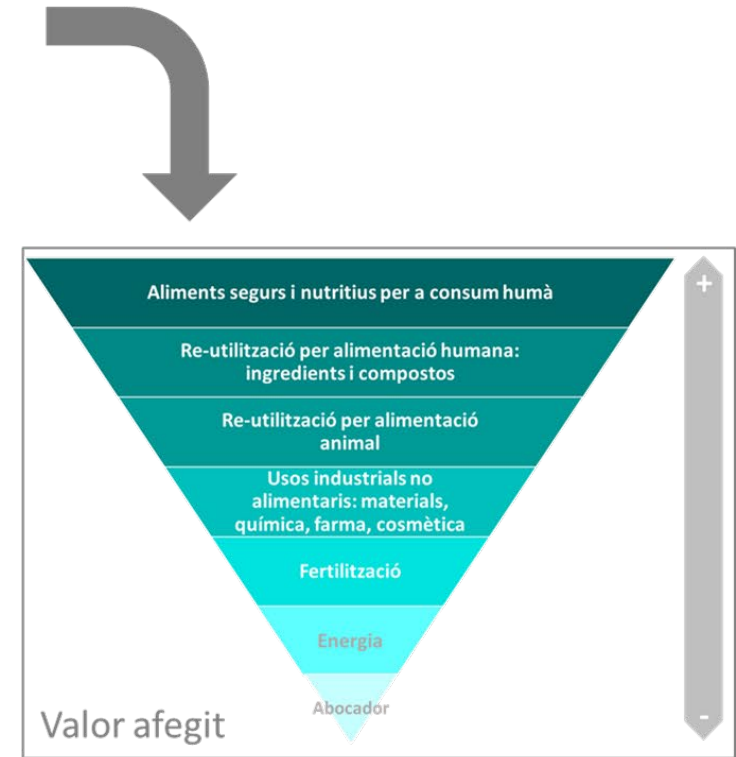 Aliments segurs i nutritius per a consum humà
+
Re-utilització per alimentació humana:
ingredients i compostos
Re-utilització per alimentació
animal
Usos industrials no
alimentaris: materials,
química, farma, cosmètica
Fertilització
Energia
Abocador
Valor afegit
-